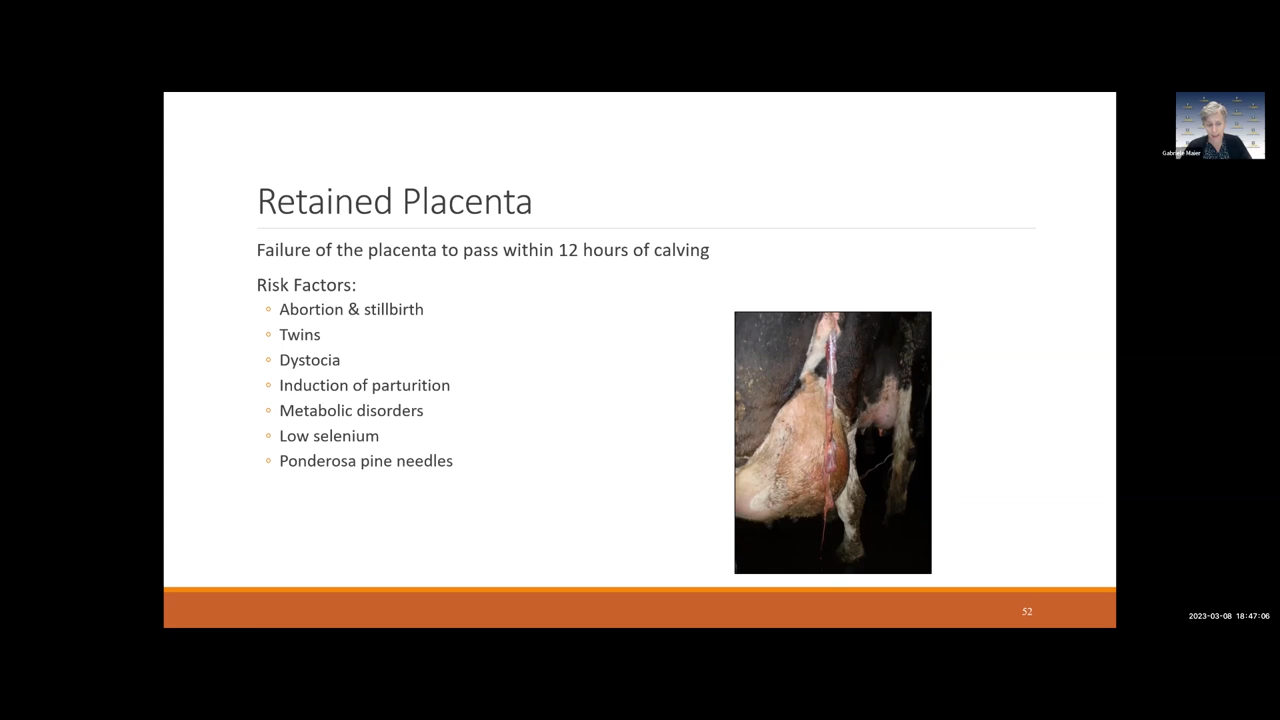 Retained Placenta
Failure of the placenta to pass within 12 hours of calving
Risk Factors:
◦ Abortion & stillbirth
◦ Twins
◦ Dystocia
◦ Induction of parturition
◦ Metabolic disorders
◦ Low selenium
◦ Ponderosa pine needles
52
Gabriele Maier
2023-03-08 18:47:06